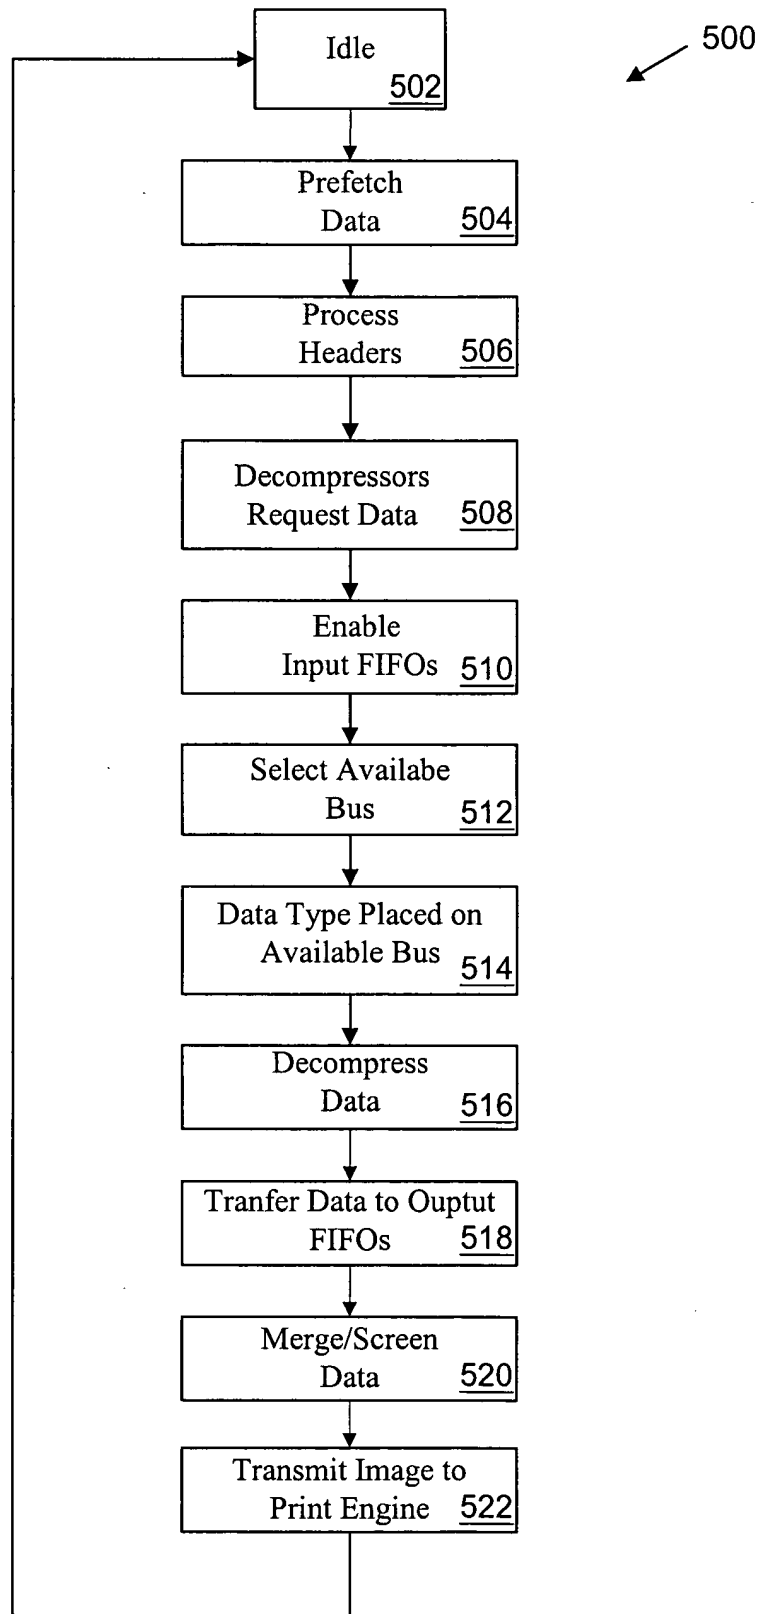 500
Idle
502
Prefetch
Data 504
Process
Headers 506
Decompressors
Request Data 508
Enable
Input FIFOs 510
Select Availabe
Bus 512
Data Type Placed on
Available Bus 514
Decompress
Data 516
Tranfer Data to Ouptut
FIFOs 518
Merge/Screen
Data 520
Transmit Image to
Print Engine 522